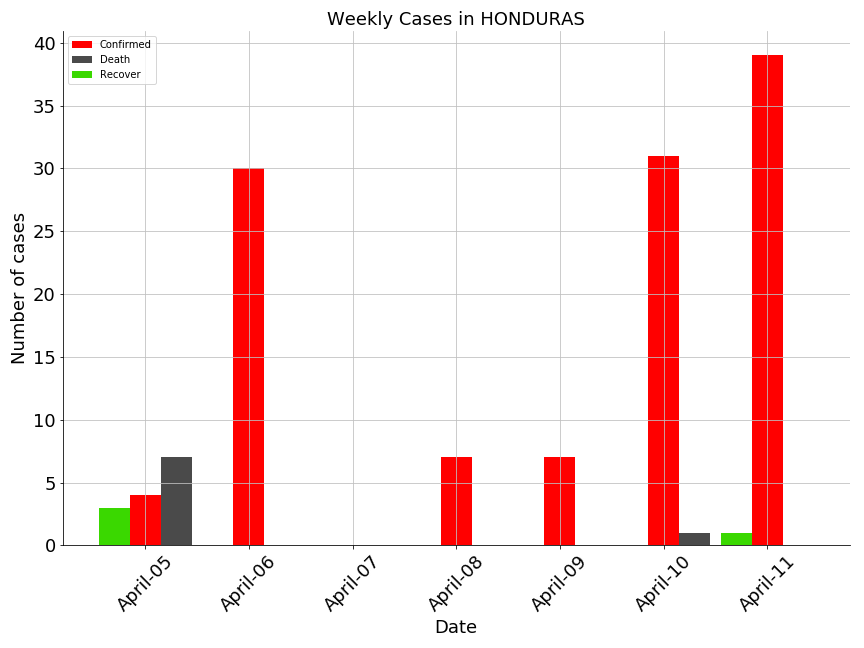 Weekly Cases in HONDURAS
Confirmed
Death
Recover
Number of cases
40
35
30
25
20
15
10
5
0
April-05
April-06
April-07
April-08
April-09
April-10
April-11
Date